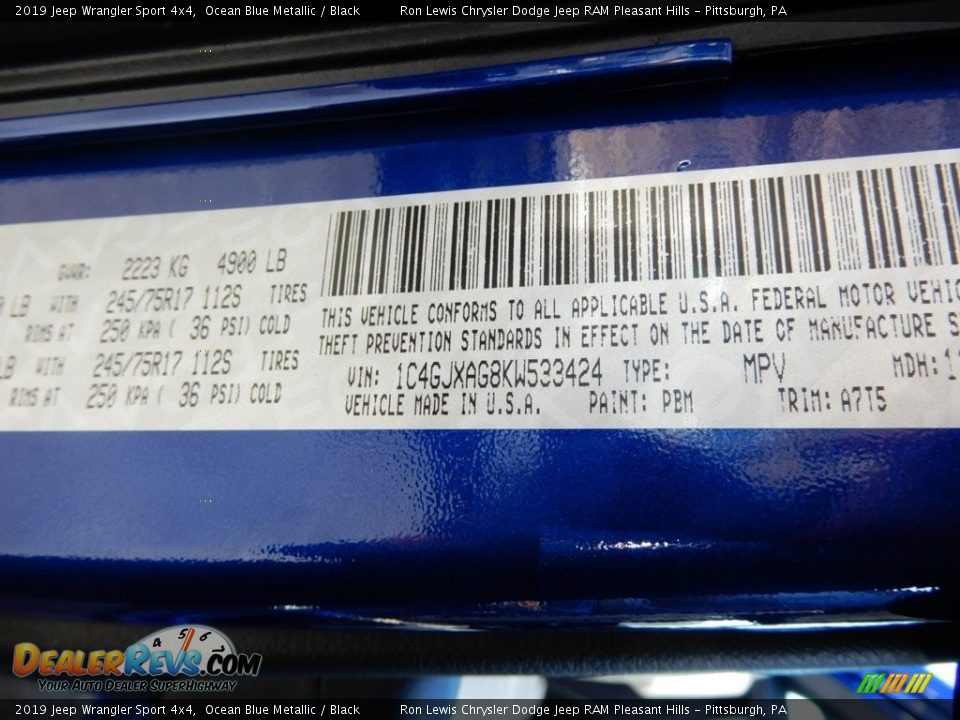 2019 Jeep Wrangler Sport 4x4, Ocean Blue Metallic / Black Ron Lewis Chrysler Dodge Jeep RAM Pleasant Hills - Pittsburgh, PA
GVWR: 2223 KG 4900 LB
LB WITH 245/75R17 112S TIRES
RIMS AT 250 KPA ( 36 PSI) COLD
LB WITH 245/75R17 112S TIRES
RIMS AT 250 KPA ( 36 PSI) COLD
THIS VEHICLE CONFORMS TO ALL APPLICABLE U.S.A. FEDERAL MOTOR VEHIC
THEFT PREVENTION STANDARDS IN EFFECT ON THE DATE OF MANUFACTURE S
VIN: 1C4GJXAG8KW533424 TYPE: MPV MDH:
VEHICLE MADE IN U.S.A. PAINT: PBM TRIM: A7T5
4 5 6
DealerRevs.com
Your Auto Dealer SuperHighway
2019 Jeep Wrangler Sport 4x4, Ocean Blue Metallic / Black Ron Lewis Chrysler Dodge Jeep RAM Pleasant Hills - Pittsburgh, PA